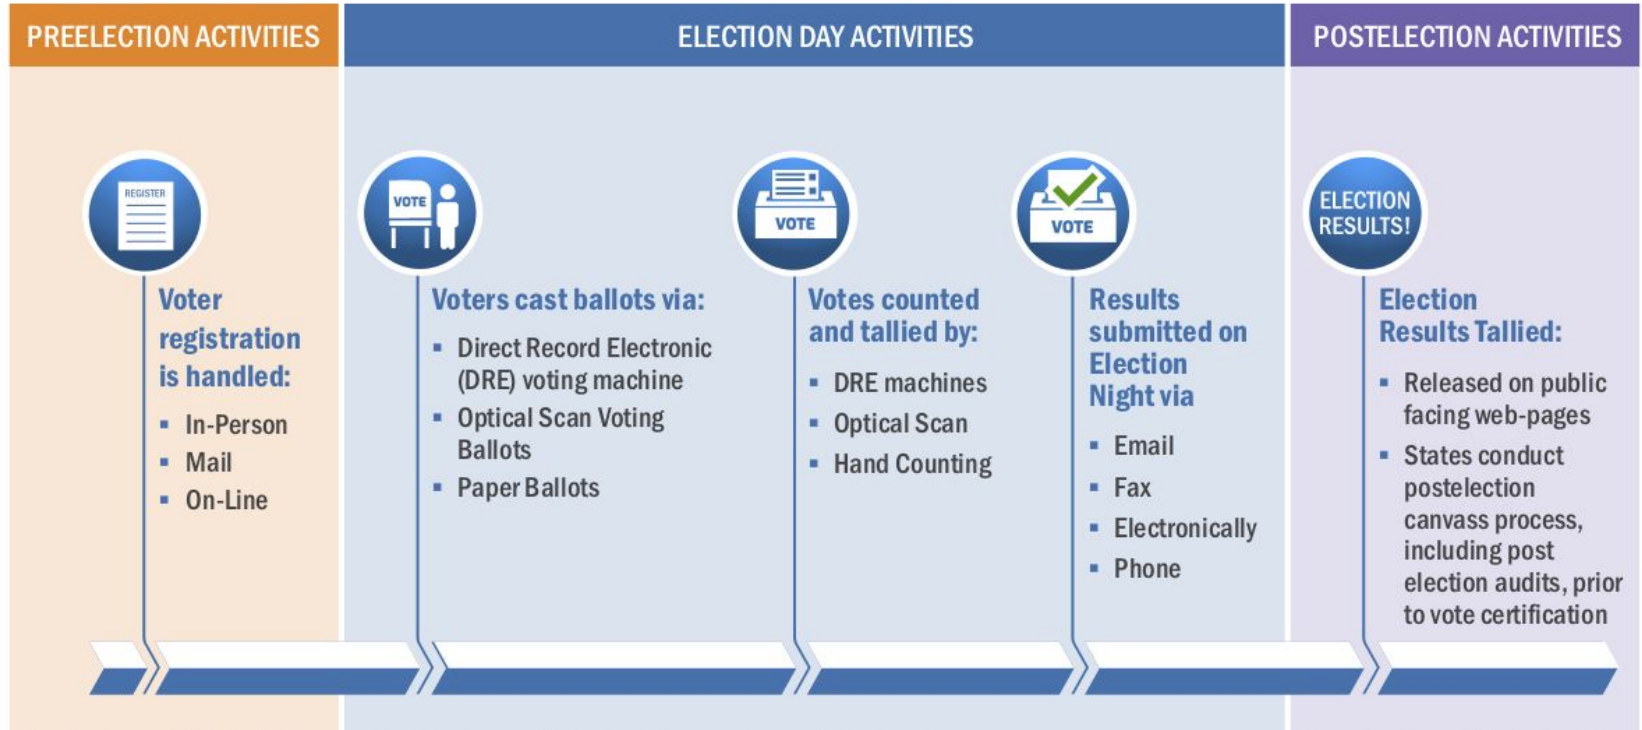 PREELECTION ACTIVITIES
ELECTION DAY ACTIVITIES
POSTELECTION ACTIVITIES
REGISTER
Voter
registration
is handled:
In-Person
Mail
On-Line
VOTE
Voters cast ballots via:
Direct Record Electronic
(DRE) voting machine
Optical Scan Voting
Ballots
Paper Ballots
VOTE
Votes counted
and tallied by:
DRE machines
Optical Scan
Hand Counting
VOTE
Results
submitted on
Election
Night via
Email
Fax
Electronically
Phone
ELECTION
RESULTS!
Election
Results Tallied:
Released on public
facing web-pages
States conduct
postelection
canvass process,
including post
election audits, prior
to vote certification